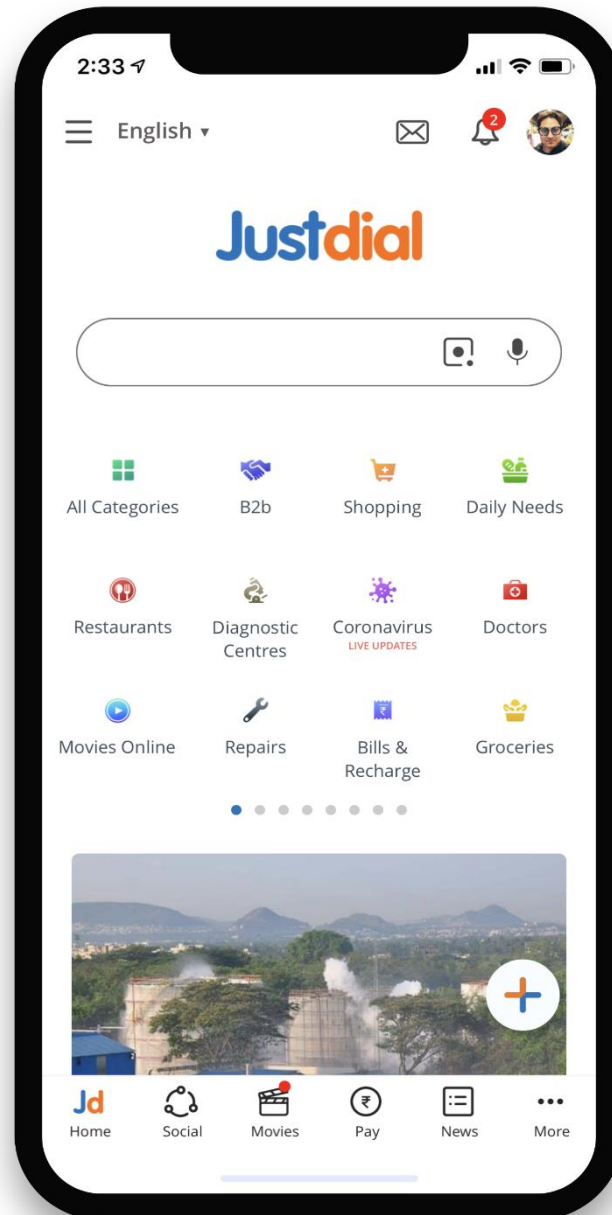 2:33
English ▾
2
Justdial
All Categories
B2b
Shopping
Daily Needs
Restaurants
Diagnostic
Centres
Coronavirus
LIVE UPDATES
Doctors
Movies Online
Repairs
Bills &
Recharge
Groceries
Jd
Home
Social
Movies
₹
Pay
News
More